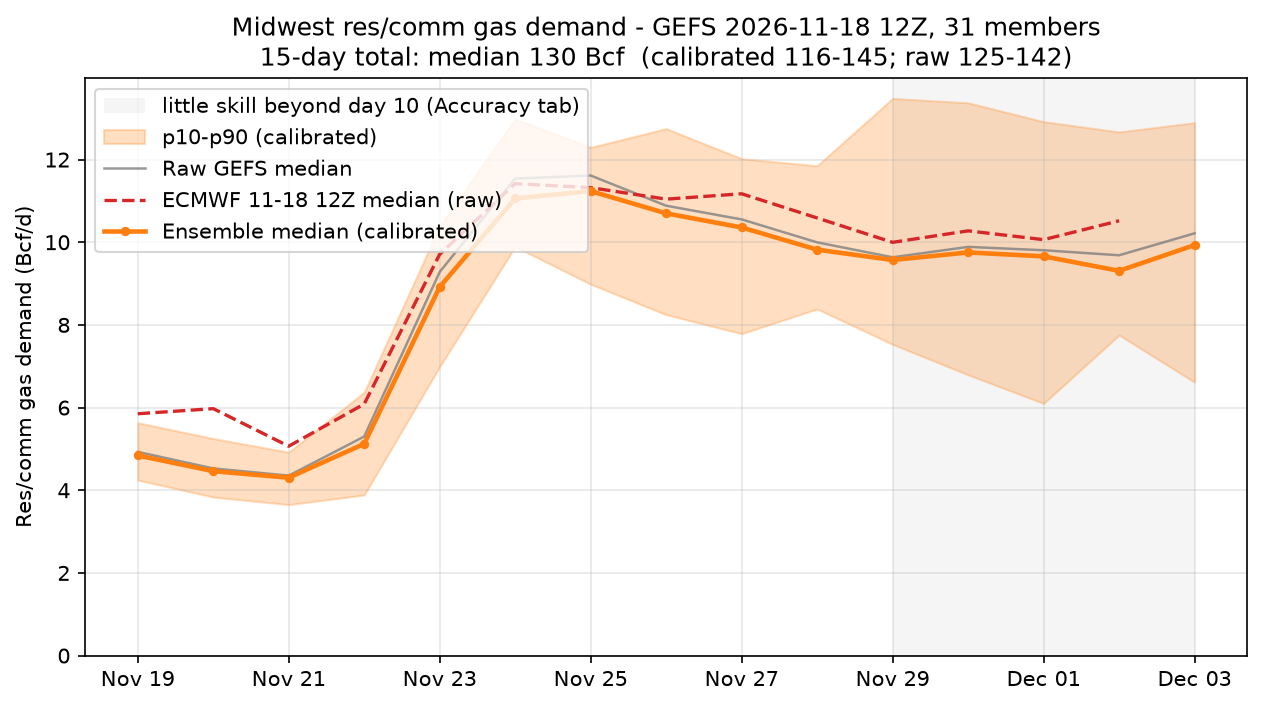 Midwest res/comm gas demand - GEFS 2026-11-18 12Z, 31 members
15-day total: median 130 Bcf  (calibrated 116-145; raw 125-142)
little skill beyond day 10 (Accuracy tab)
p10-p90 (calibrated)
Raw GEFS median
ECMWF 11-18 12Z median (raw)
Ensemble median (calibrated)
Res/comm gas demand (Bcf/d)
12
10
8
6
4
2
0
Nov 19 Nov 21 Nov 23 Nov 25 Nov 27 Nov 29 Dec 01 Dec 03